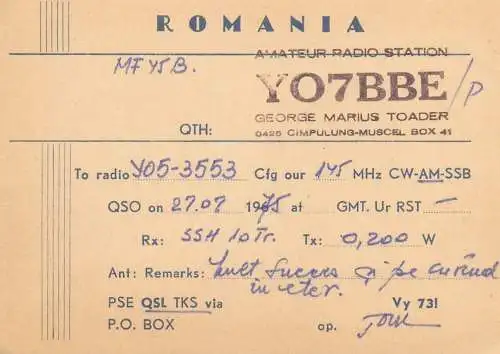 ROMANIA
AMATEUR RADIO STATION
MF45B.
YO7BBE/P
GEORGE MARIUS TOADER
QTH: 0425 CIMPULUNG-MUSCEL BOX 41
To radio YO5-3553 Cfg our 145 MHz CW-AM-SSB
QSO on 27.07 1975 at GMT. Ur RST —
Rx: SSH 10Tr. Tx: 0,200 W
Ant: Remarks: Mult Succes și pe curînd
in eter.
PSE QSL TKS via Vy 73!
P.O. BOX op.